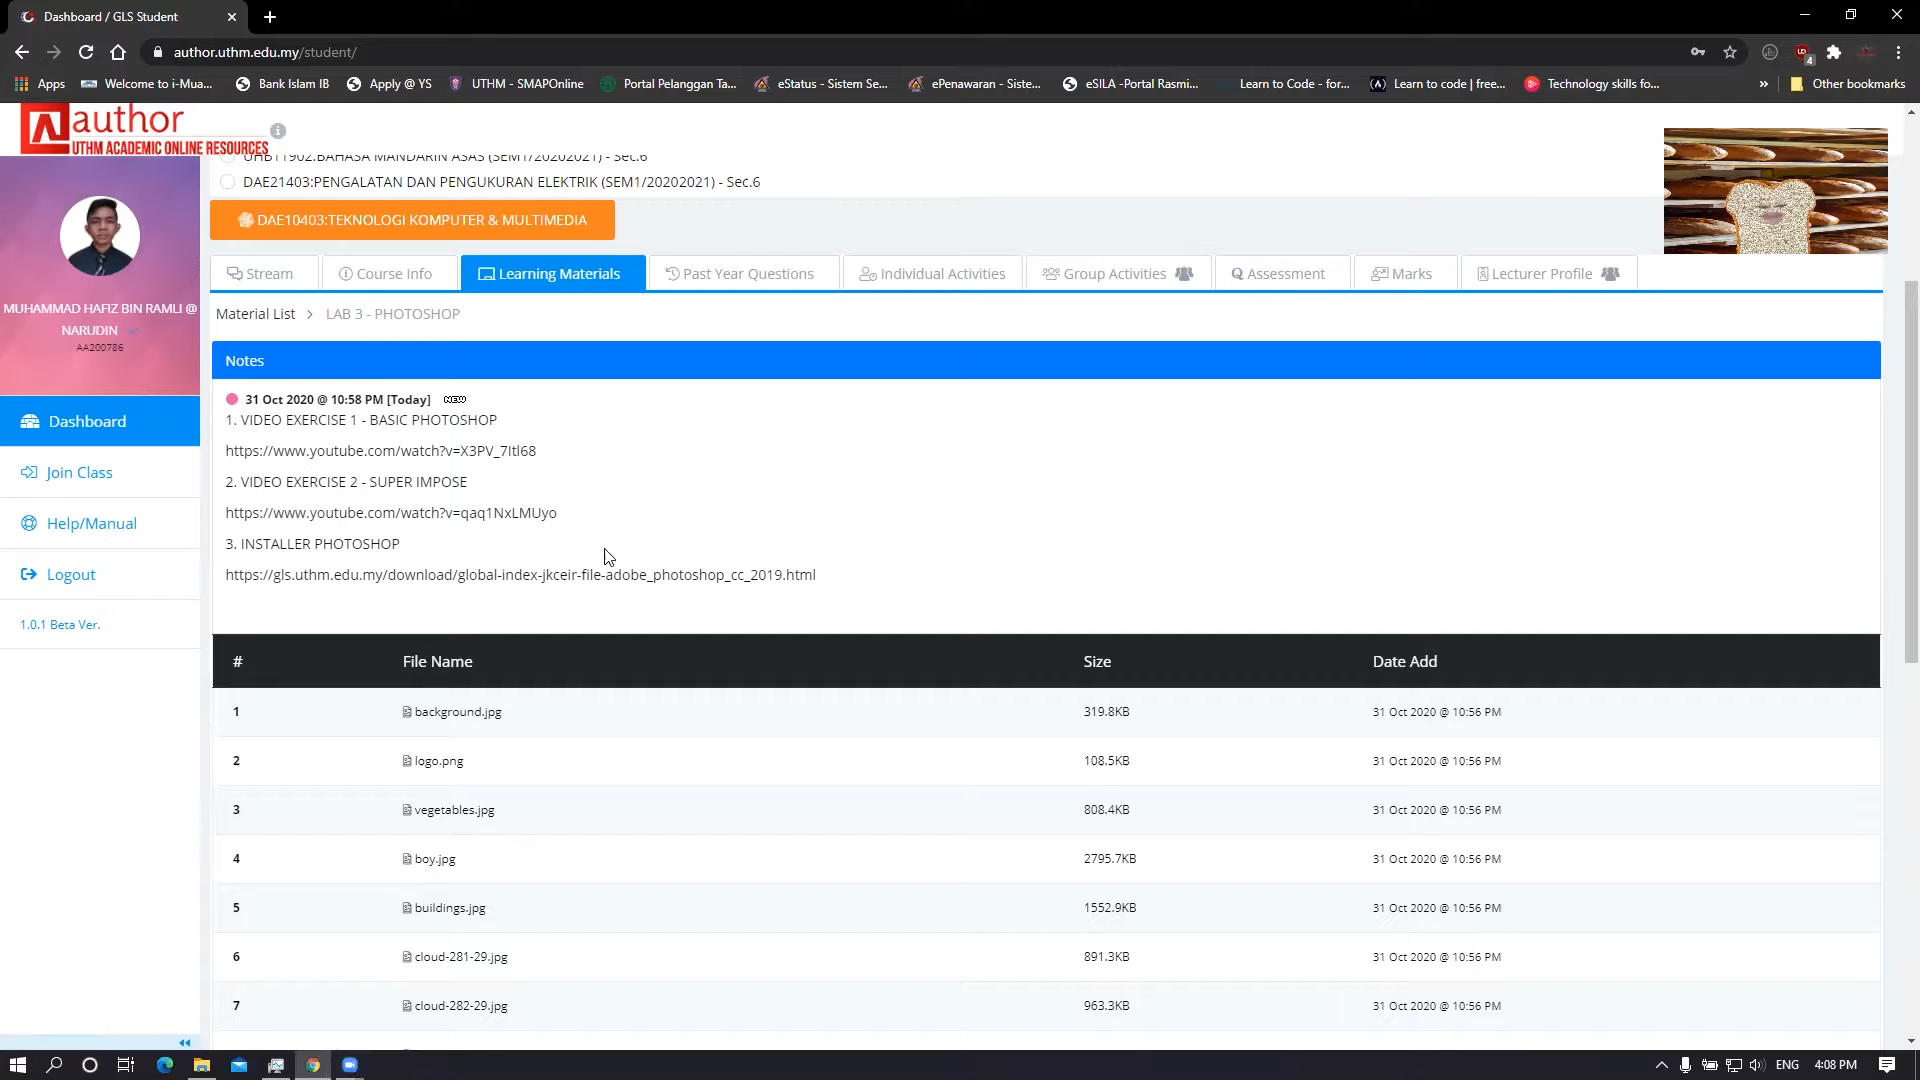 Dashboard / GLS Student
author.uthm.edu.my/student/
4
Apps
Welcome to i-Mua...
Bank Islam IB
Apply @ YS
UTHM - SMAPOnline
Portal Pelanggan Ta...
eStatus - Sistem Se...
ePenawaran - Siste...
eSILA -Portal Rasmi...
Learn to Code - for...
Learn to code | free...
Technology skills fo...
Other bookmarks
author
UTHM ACADEMIC ONLINE RESOURCES
UHB11902:BAHASA MANDARIN ASAS (SEM1/20202021) - Sec.6
DAE21403:PENGALATAN DAN PENGUKURAN ELEKTRIK (SEM1/20202021) - Sec.6
DAE10403:TEKNOLOGI KOMPUTER & MULTIMEDIA
Stream
Course Info
Learning Materials
Past Year Questions
Individual Activities
Group Activities
Assessment
Marks
Lecturer Profile
MUHAMMAD HAFIZ BIN RAMLI @
NARUDIN
AA200786
Dashboard
Join Class
Help/Manual
Logout
1.0.1 Beta Ver.
Material List > LAB 3 - PHOTOSHOP
Notes
31 Oct 2020 @ 10:58 PM [Today] NEW
1. VIDEO EXERCISE 1 - BASIC PHOTOSHOP
https://www.youtube.com/watch?v=X3PV_7Itl68
2. VIDEO EXERCISE 2 - SUPER IMPOSE
https://www.youtube.com/watch?v=qaq1NxLMUyo
3. INSTALLER PHOTOSHOP
https://gls.uthm.edu.my/download/global-index-jkceir-file-adobe_photoshop_cc_2019.html
# File Name Size Date Add
1 background.jpg 319.8KB 31 Oct 2020 @ 10:56 PM
2 logo.png 108.5KB 31 Oct 2020 @ 10:56 PM
3 vegetables.jpg 808.4KB 31 Oct 2020 @ 10:56 PM
4 boy.jpg 2795.7KB 31 Oct 2020 @ 10:56 PM
5 buildings.jpg 1552.9KB 31 Oct 2020 @ 10:56 PM
6 cloud-281-29.jpg 891.3KB 31 Oct 2020 @ 10:56 PM
7 cloud-282-29.jpg 963.3KB 31 Oct 2020 @ 10:56 PM
ENG 4:08 PM